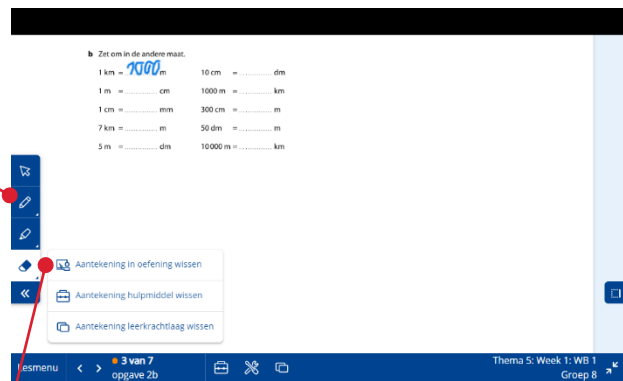 b Zet om in de andere maat.
1 km = 1000 m 10 cm = ............ dm
1 m = ............ cm 1000 m = ............ km
1 cm = ............ mm 300 cm = ............ m
7 km = ............ m 50 dm = ............ m
5 m = ............ dm 10 000 m = ............ km
Aantekening in oefening wissen
Aantekening hulpmiddel wissen
Aantekening leerkrachtlaag wissen
Lesmenu < > 3 van 7 Thema 5: Week 1: WB 1
opgave 2b Groep 8